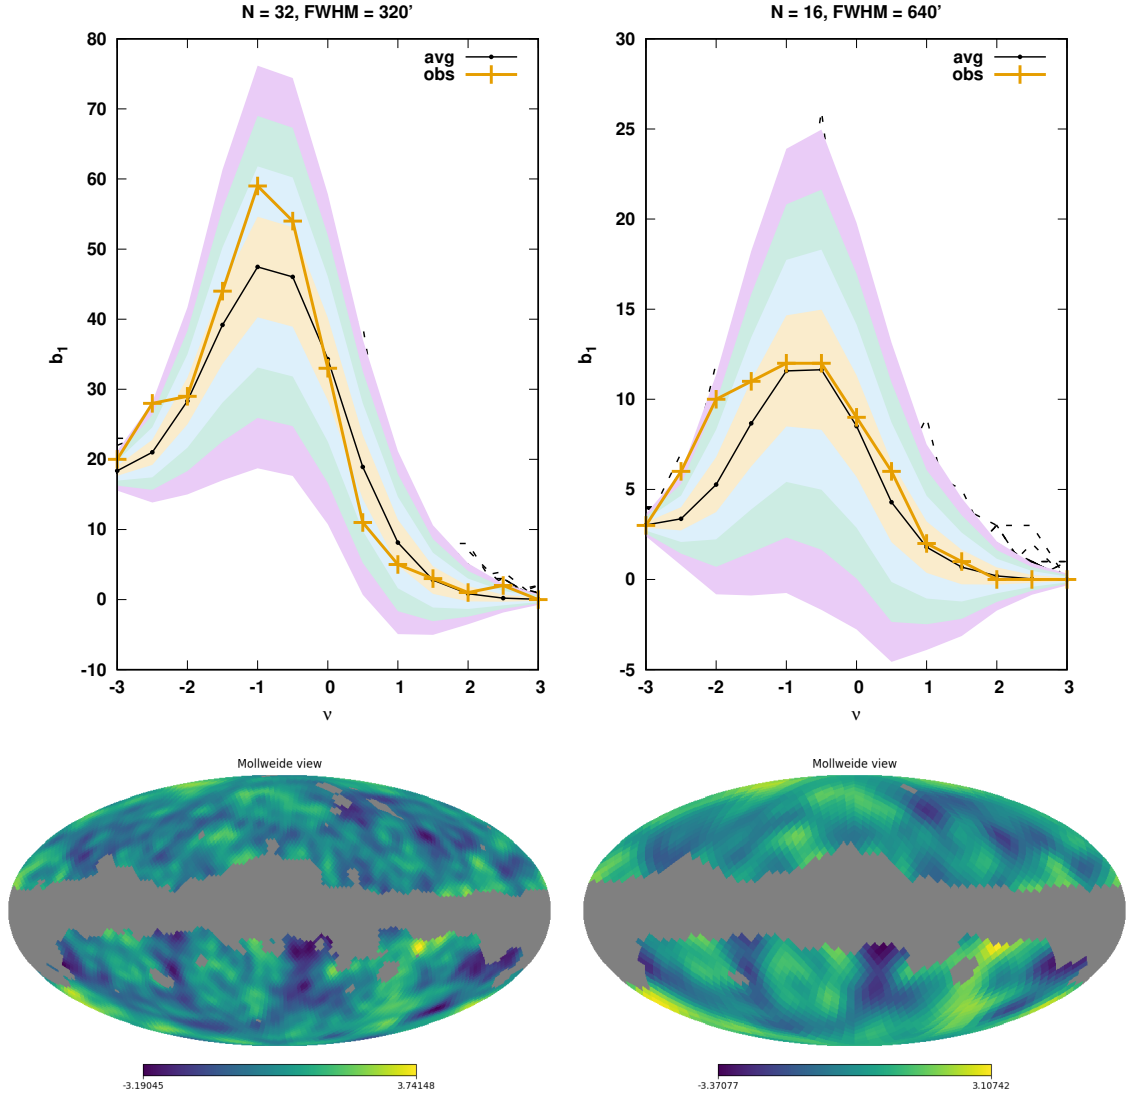 N = 32, FWHM = 320’
80
70
60
50
40
30
20
10
0
-10
b1
-3 -2 -1 0 1 2 3
ν
avg
obs
N = 16, FWHM = 640’
30
25
20
15
10
5
0
-5
b1
-3 -2 -1 0 1 2 3
ν
avg
obs
Mollweide view
-3.19045 3.74148
Mollweide view
-3.37077 3.10742